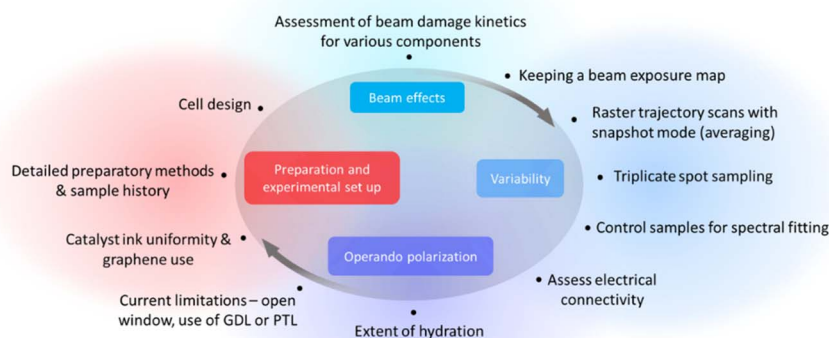 Assessment of beam damage kinetics
for various components
Keeping a beam exposure map
Beam effects
Cell design
Raster trajectory scans with
snapshot mode (averaging)
Detailed preparatory methods
& sample history
Preparation and
experimental set up
Variability
Triplicate spot sampling
Catalyst ink uniformity &
graphene use
Control samples for spectral fitting
Operando polarization
Assess electrical
connectivity
Current limitations – open
window, use of GDL or PTL
Extent of hydration